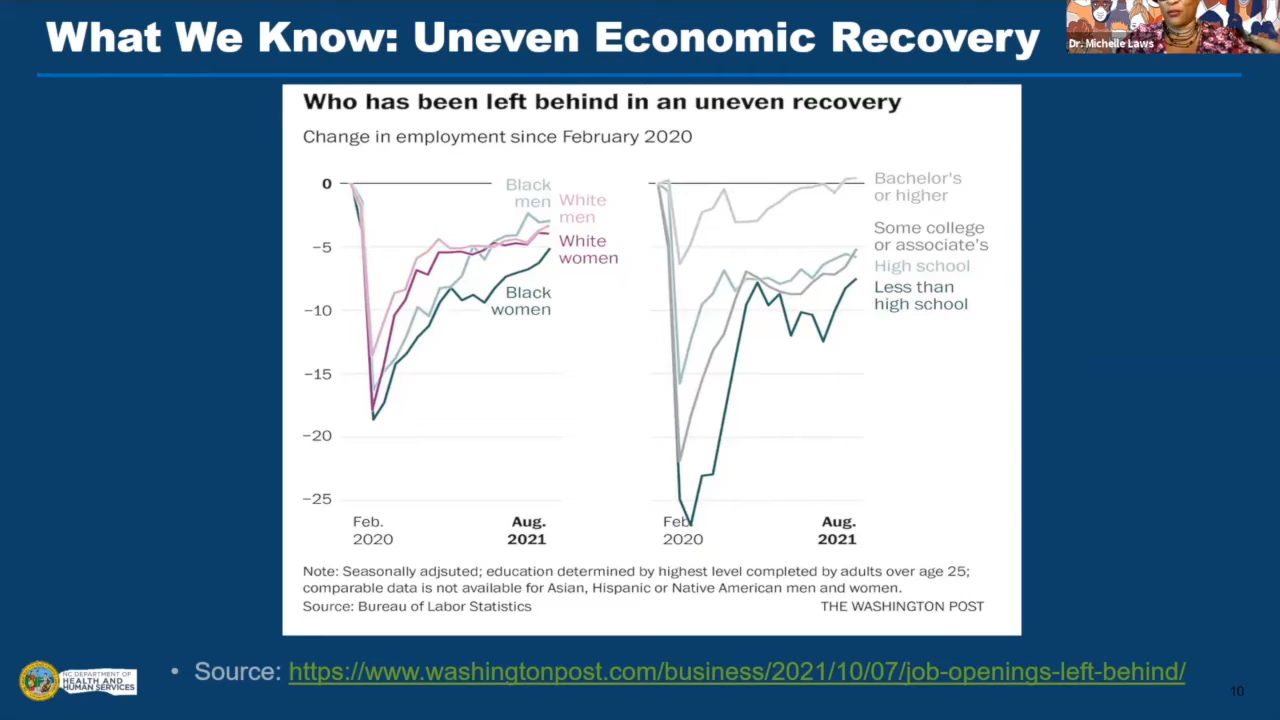 What We Know: Uneven Economic Recovery
Dr. Michelle Laws
Who has been left behind in an uneven recovery
Change in employment since February 2020
0
−5
−10
−15
−20
−25
Black
men
White
men
White
women
Black
women
Feb.
2020
Aug.
2021
Bachelor's
or higher
Some college
or associate's
High school
Less than
high school
Feb.
2020
Aug.
2021
Note: Seasonally adjsuted; education determined by highest level completed by adults over age 25;
comparable data is not available for Asian, Hispanic or Native American men and women.
Source: Bureau of Labor Statistics
THE WASHINGTON POST
• Source: https://www.washingtonpost.com/business/2021/10/07/job-openings-left-behind/
NC DEPARTMENT OF
HEALTH AND
HUMAN SERVICES
10